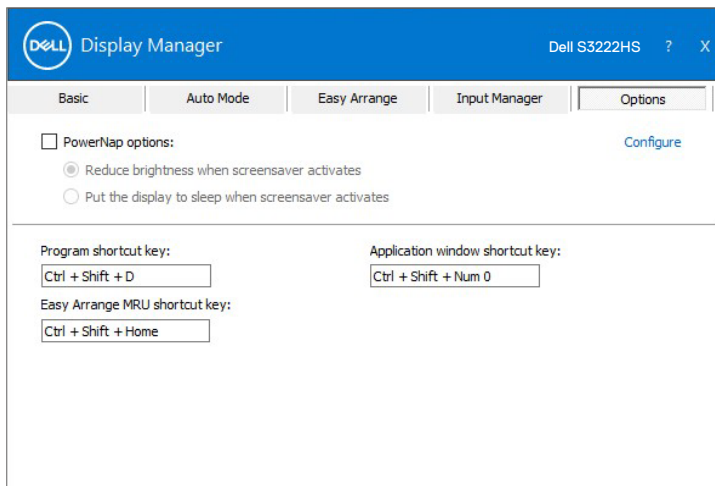 DELL Display Manager Dell S3222HS ? X
Basic Auto Mode Easy Arrange Input Manager Options
PowerNap options: Configure
Reduce brightness when screensaver activates
Put the display to sleep when screensaver activates
Program shortcut key: Application window shortcut key:
Ctrl + Shift + D Ctrl + Shift + Num 0
Easy Arrange MRU shortcut key:
Ctrl + Shift + Home